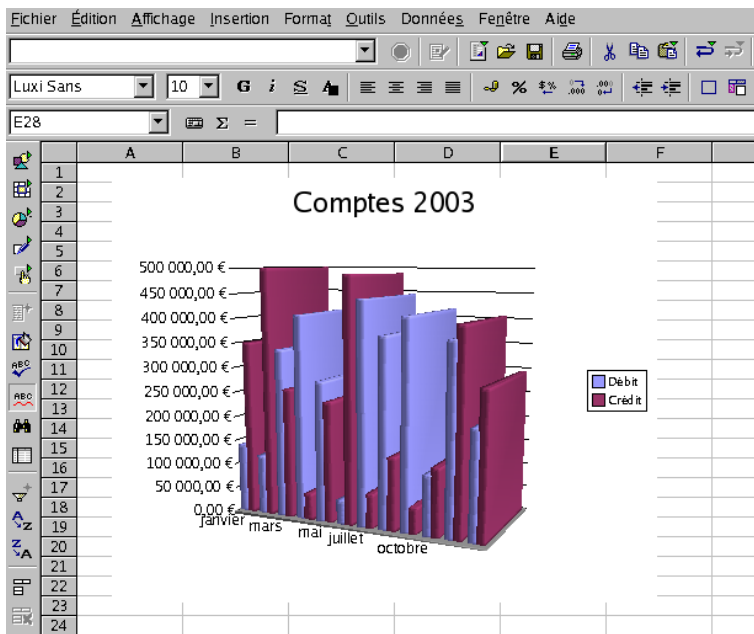 Fichier Édition Affichage Insertion Format Outils Données Fenêtre Aide
Luxi Sans 10 G i S A % $% .000 .000
E28 Σ =
A B C D E F
1
2
3
4
5
6
7
8
9
10
11
12
13
14
15
16
17
18
19
20
21
22
23
24
ABC
ABC
A Z
Z A
Comptes 2003
500 000,00 €
450 000,00 €
400 000,00 €
350 000,00 €
300 000,00 €
250 000,00 €
200 000,00 €
150 000,00 €
100 000,00 €
50 000,00 €
0,00 €
janvier mars mai juillet octobre
Débit
Crédit